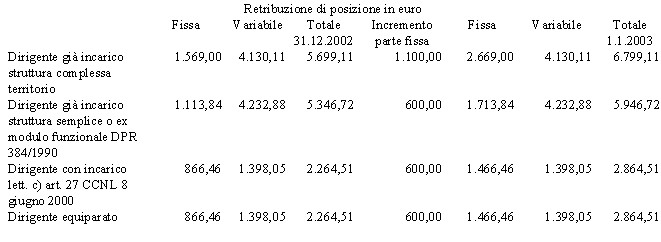 Retribuzione di posizione in euro
Fissa Variabile Totale Incremento Fissa Variabile Totale
31.12.2002 parte fissa 1.1.2003
Dirigente già incarico 1.569,00 4.130,11 5.699,11 1.100,00 2.669,00 4.130,11 6.799,11
struttura complessa
territorio
Dirigente già incarico 1.113,84 4.232,88 5.346,72 600,00 1.713,84 4.232,88 5.946,72
struttura semplice o ex
modulo funzionale DPR
384/1990
Dirigente con incarico 866,46 1.398,05 2.264,51 600,00 1.466,46 1.398,05 2.864,51
lett. c) art. 27 CCNL 8
giugno 2000
Dirigente equiparato 866,46 1.398,05 2.264,51 600,00 1.466,46 1.398,05 2.864,51